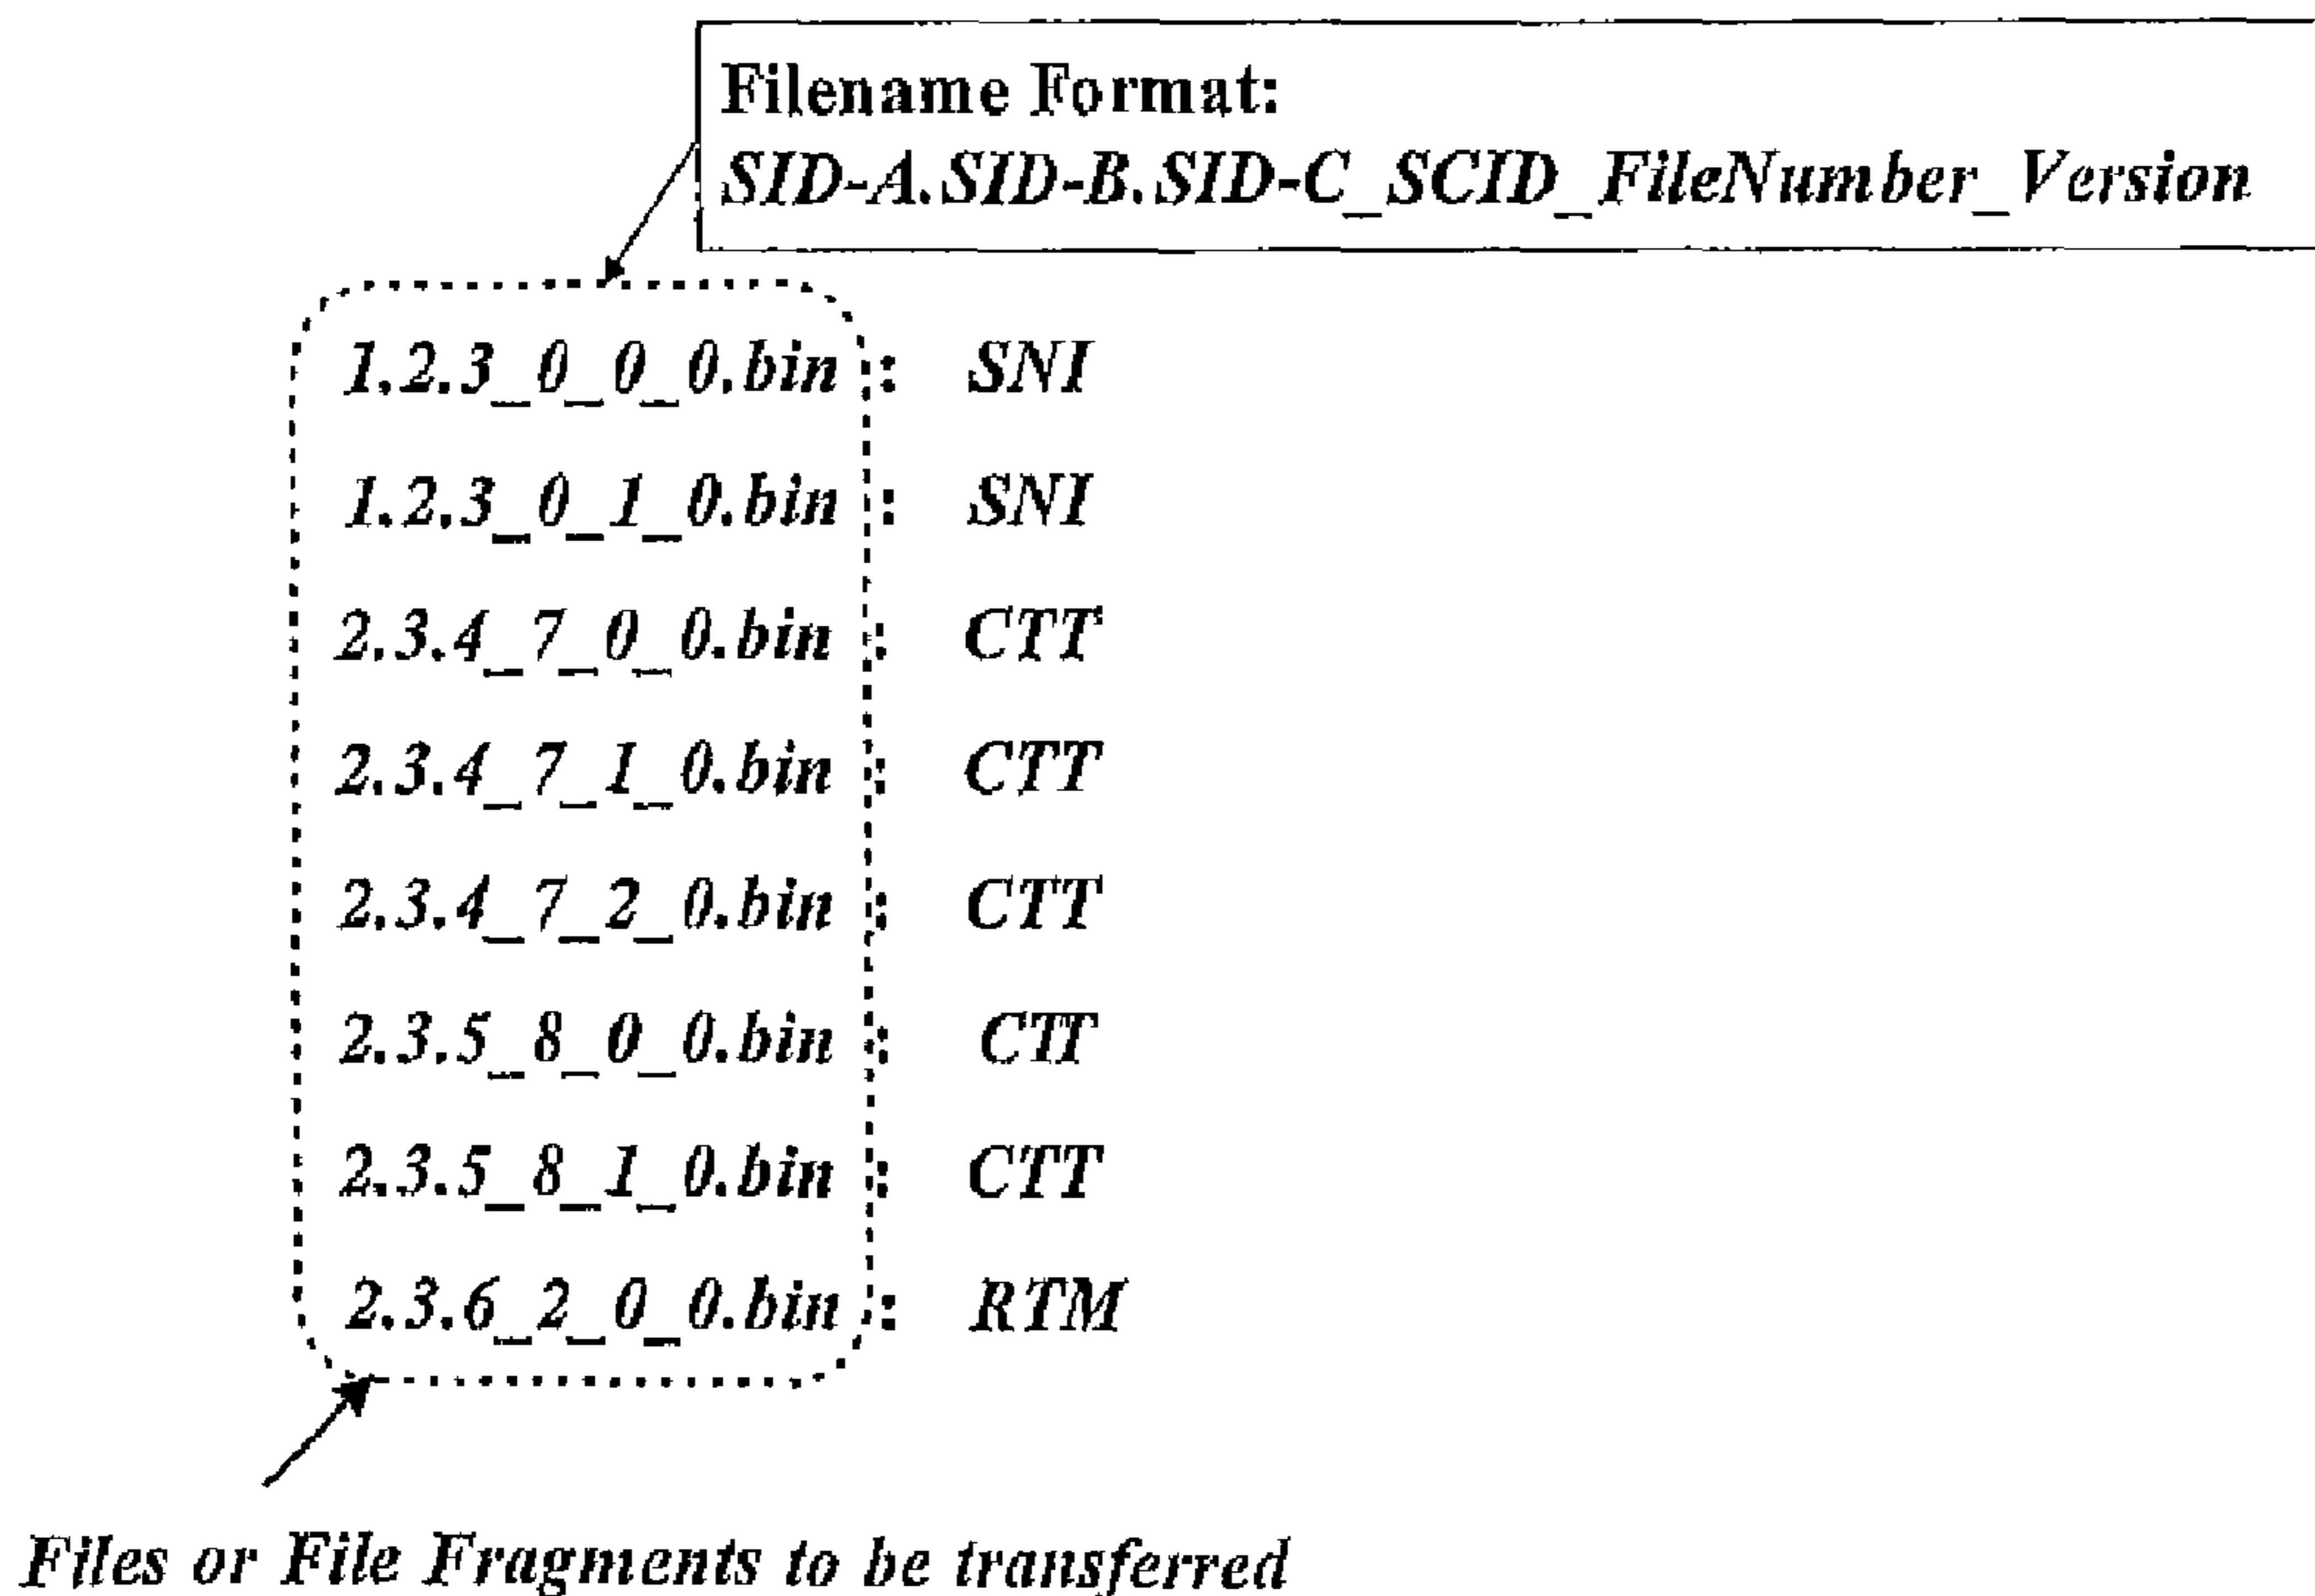 Filename Format:
SID-A.SID-B.SID-C_SCID_FileNumber_Version
1.2.3_0_0_0.bin : SNI
1.2.3_0_1_0.bin : SNI
2.3.4_7_0_0.bin : CTT
2.3.4_7_1_0.bin : CTT
2.3.4_7_2_0.bin : CTT
2.3.5_8_0_0.bin : CTT
2.3.5_8_1_0.bin : CTT
2.3.6_2_0_0.bin : RTM
Files or File Fragments to be transferred